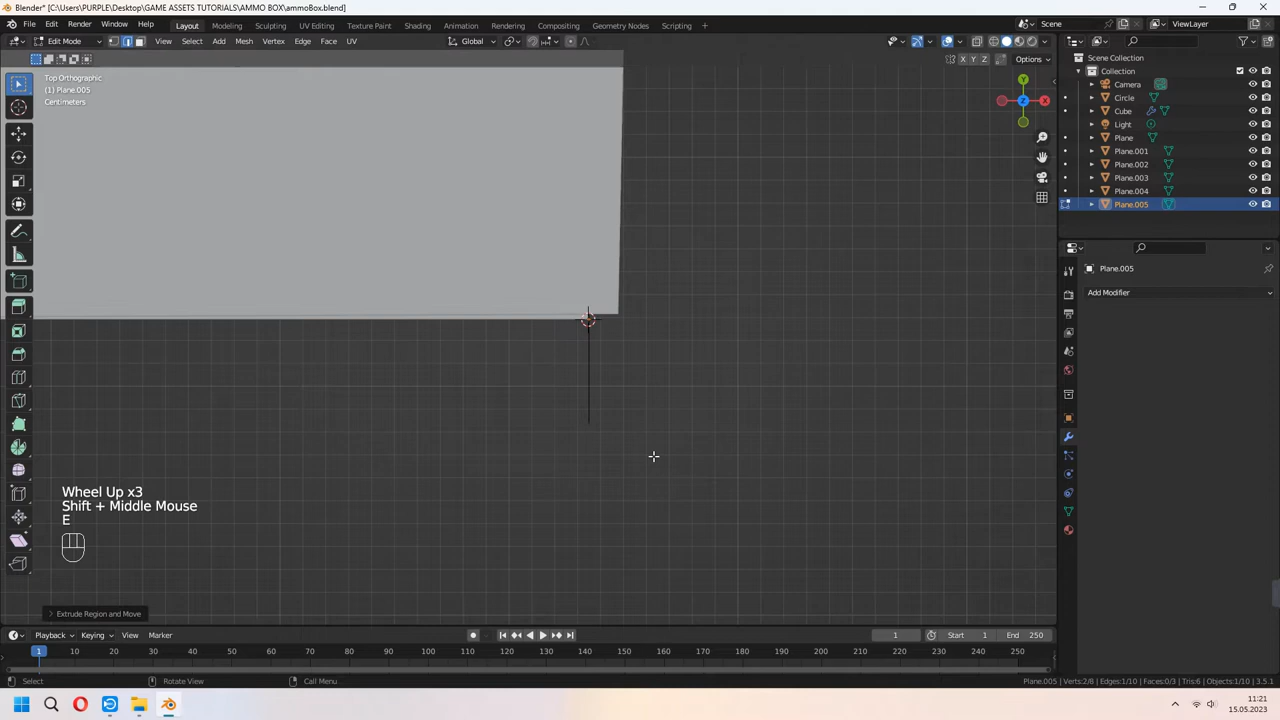 Blender* [C:\Users\PURPLE\Desktop\GAME ASSETS TUTORIALS\AMMO BOX\ammoBox.blend]
File Edit Render Window Help Layout Modeling Sculpting UV Editing Texture Paint Shading Animation Rendering Compositing Geometry Nodes Scripting + Scene ViewLayer
Edit Mode View Select Add Mesh Vertex Edge Face UV Global
X Y Z Options
Top Orthographic
(1) Plane.005
Centimeters
Y
X
Z
Scene Collection
Collection
Camera
Circle
Cube
Light
Plane
Plane.001
Plane.002
Plane.003
Plane.004
Plane.005
Plane.005
Add Modifier
Wheel Up x3
Shift + Middle Mouse
E
Extrude Region and Move
Playback Keying View Marker 1 Start 1 End 250
1 10 20 30 40 50 60 70 80 90 100 110 120 130 140 150 160 170 180 190 200 210 220 230 240 250
Select Rotate View Call Menu Plane.005 | Verts:2/8 | Edges:1/10 | Faces:0/3 | Tris:6 | Objects:1/10 | 3.5.1
11:21
15.05.2023